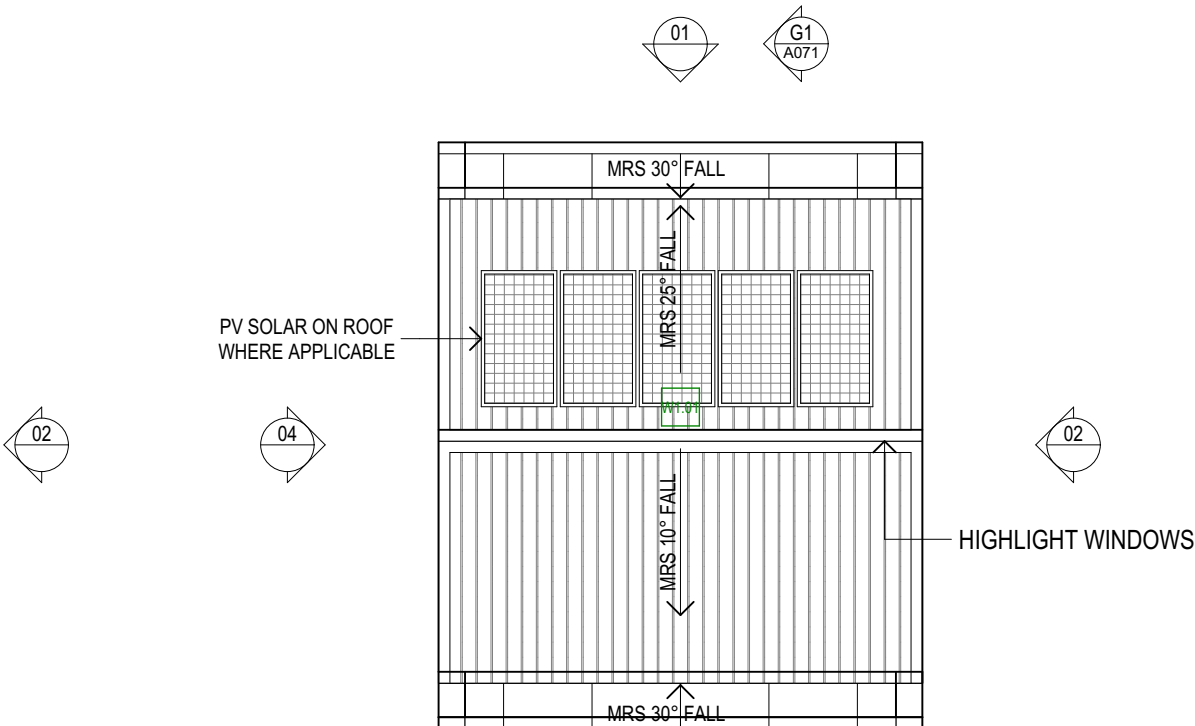 01
G1
A071
MRS 30° FALL
MRS 25° FALL
PV SOLAR ON ROOF
WHERE APPLICABLE
W1.01
02
04
02
MRS 10° FALL
HIGHLIGHT WINDOWS
MRS 30° FALL